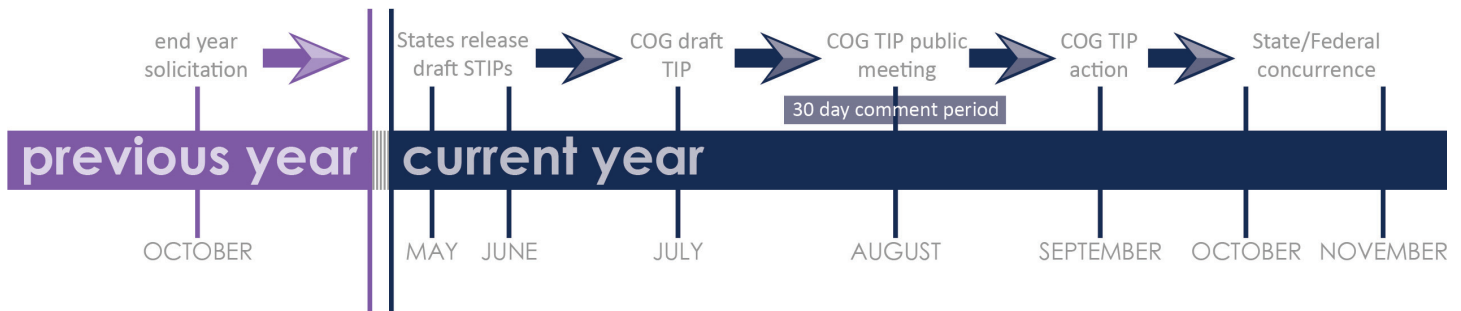 end year
solicitation
States release
draft STIPs
COG draft
TIP
COG TIP public
meeting
COG TIP
action
State/Federal
concurrence
30 day comment period
previous year
current year
OCTOBER
MAY
JUNE
JULY
AUGUST
SEPTEMBER
OCTOBER
NOVEMBER